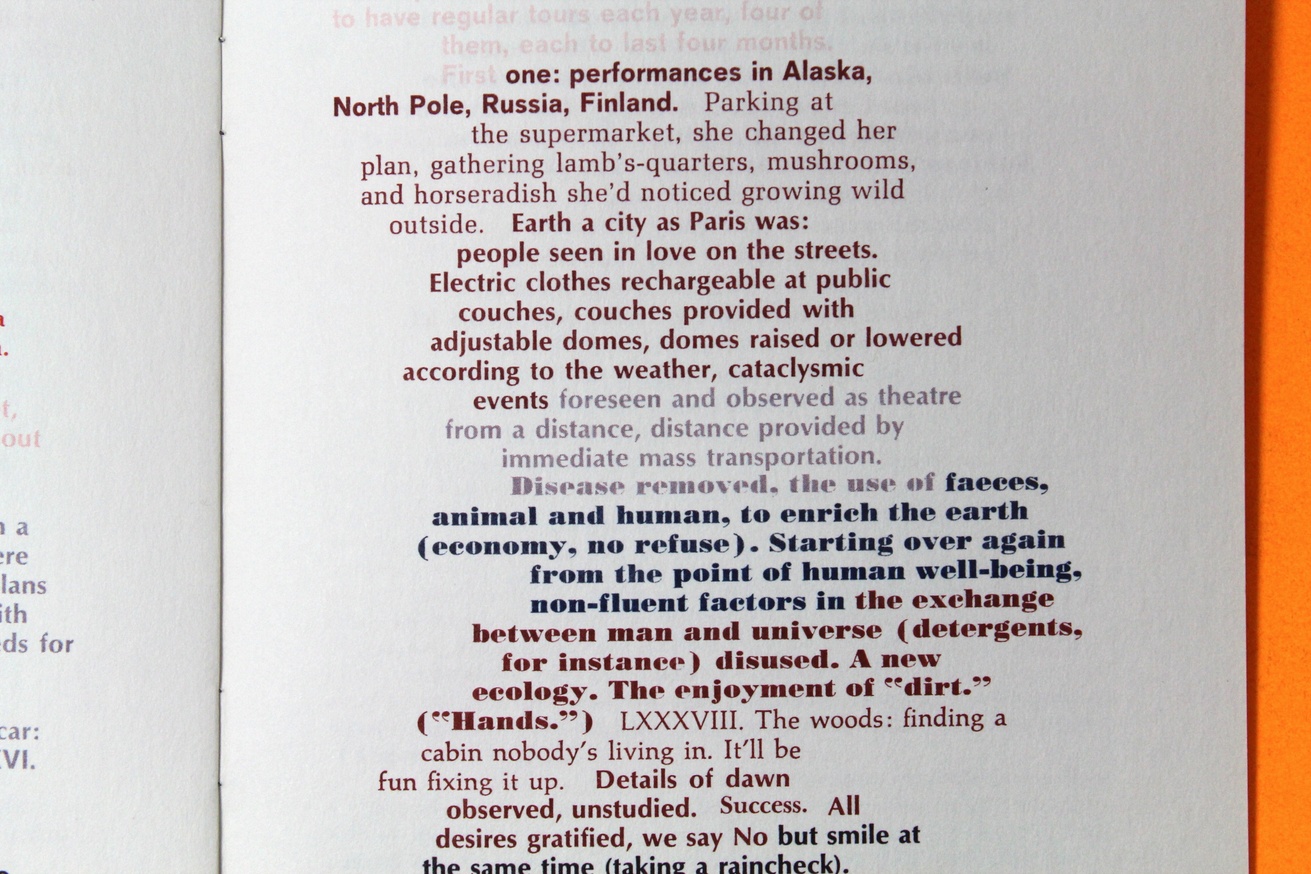 a
.
t,
out
n a
ere
lans
ith
ds for
car:
VI.
to have regular tours each year, four of
them, each to last four months.
First one: performances in Alaska,
North Pole, Russia, Finland. Parking at
the supermarket, she changed her
plan, gathering lamb's-quarters, mushrooms,
and horseradish she'd noticed growing wild
outside. Earth a city as Paris was:
people seen in love on the streets.
Electric clothes rechargeable at public
couches, couches provided with
adjustable domes, domes raised or lowered
according to the weather, cataclysmic
events foreseen and observed as theatre
from a distance, distance provided by
immediate mass transportation.
Disease removed, the use of faeces,
animal and human, to enrich the earth
(economy, no refuse). Starting over again
from the point of human well-being,
non-fluent factors in the exchange
between man and universe (detergents,
for instance) disused. A new
ecology. The enjoyment of “dirt.”
(“Hands.”) LXXXVIII. The woods: finding a
cabin nobody's living in. It'll be
fun fixing it up. Details of dawn
observed, unstudied. Success. All
desires gratified, we say No but smile at
the same time (taking a raincheck).